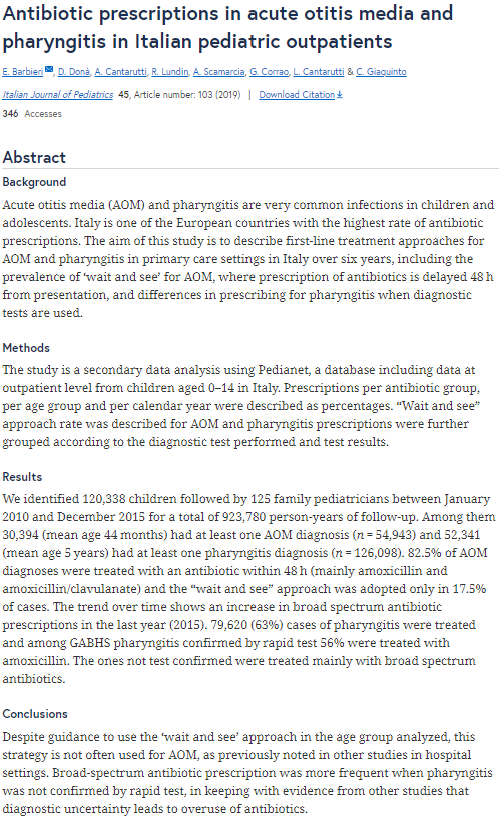 Antibiotic prescriptions in acute otitis media and
pharyngitis in Italian pediatric outpatients
E. Barbieri, D. Donà, A. Cantarutti, R. Lundin, A. Scamarcia, G. Corrao, L. Cantarutti & C. Giaquinto
Italian Journal of Pediatrics 45, Article number: 103 (2019) | Download Citation
346 Accesses
Abstract
Background
Acute otitis media (AOM) and pharyngitis are very common infections in children and
adolescents. Italy is one of the European countries with the highest rate of antibiotic
prescriptions. The aim of this study is to describe first-line treatment approaches for
AOM and pharyngitis in primary care settings in Italy over six years, including the
prevalence of ‘wait and see’ for AOM, where prescription of antibiotics is delayed 48 h
from presentation, and differences in prescribing for pharyngitis when diagnostic
tests are used.
Methods
The study is a secondary data analysis using Pedianet, a database including data at
outpatient level from children aged 0–14 in Italy. Prescriptions per antibiotic group,
per age group and per calendar year were described as percentages. “Wait and see”
approach rate was described for AOM and pharyngitis prescriptions were further
grouped according to the diagnostic test performed and test results.
Results
We identified 120,338 children followed by 125 family pediatricians between January
2010 and December 2015 for a total of 923,780 person-years of follow-up. Among them
30,394 (mean age 44 months) had at least one AOM diagnosis (n = 54,943) and 52,341
(mean age 5 years) had at least one pharyngitis diagnosis (n = 126,098). 82.5% of AOM
diagnoses were treated with an antibiotic within 48 h (mainly amoxicillin and
amoxicillin/clavulanate) and the “wait and see” approach was adopted only in 17.5%
of cases. The trend over time shows an increase in broad spectrum antibiotic
prescriptions in the last year (2015). 79,620 (63%) cases of pharyngitis were treated
and among GABHS pharyngitis confirmed by rapid test 56% were treated with
amoxicillin. The ones not test confirmed were treated mainly with broad spectrum
antibiotics.
Conclusions
Despite guidance to use the ‘wait and see’ approach in the age group analyzed, this
strategy is not often used for AOM, as previously noted in other studies in hospital
settings. Broad-spectrum antibiotic prescription was more frequent when pharyngitis
was not confirmed by rapid test, in keeping with evidence from other studies that
diagnostic uncertainty leads to overuse of antibiotics.